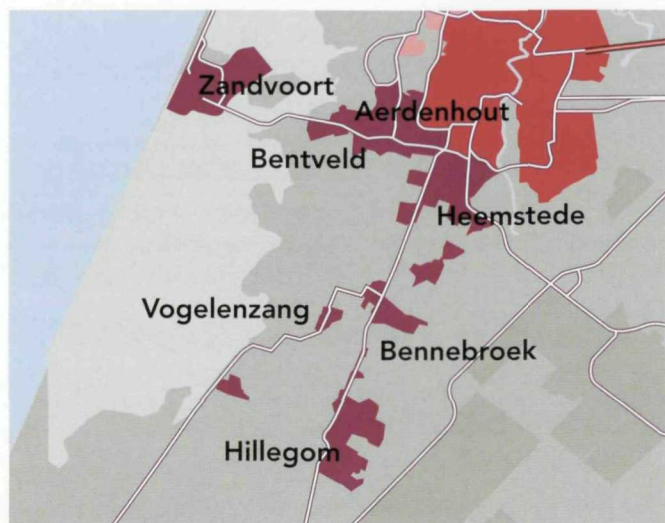 Zandvoort
Aerdenhout
Bentveld
Heemstede
Vogelenzang
Bennebroek
Hillegom